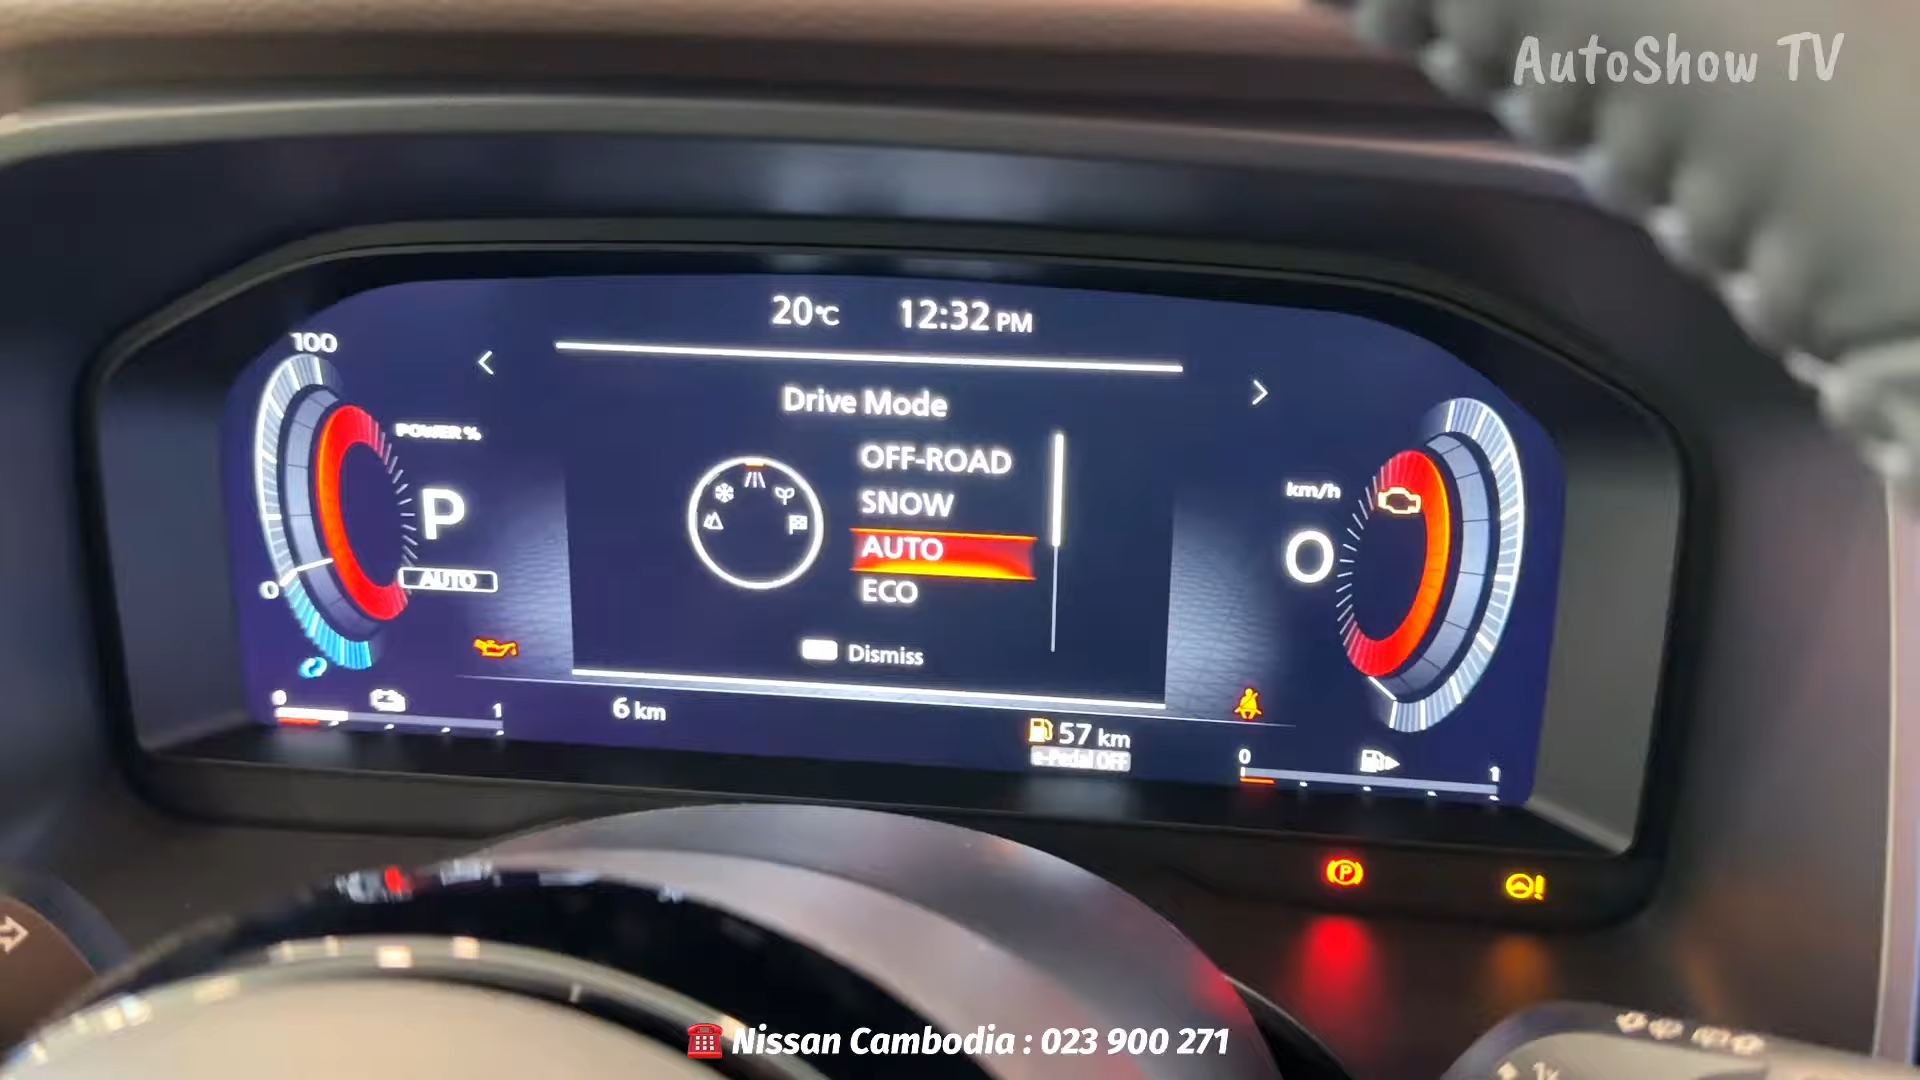 AutoShow TV
20°C 12:32 PM
100
Drive Mode
POWER %
OFF-ROAD
SNOW
AUTO
ECO
km/h
P
0
AUTO
0
Dismiss
0 1
6 km
57 km
e-Pedal OFF
0 1
P
!
Nissan Cambodia : 023 900 271
1x